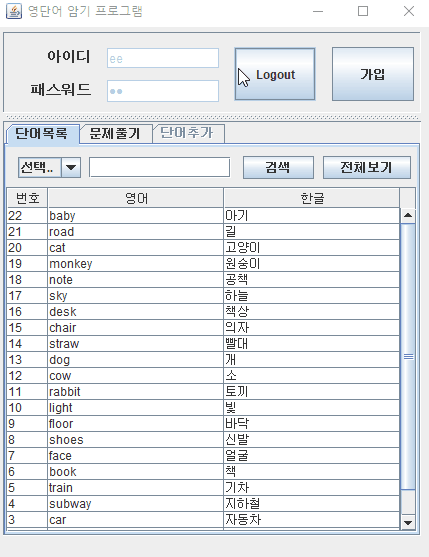 영단어 암기 프로그램
아이디 ee Logout 가입
패스워드 ●●
단어목록 문제풀기 단어추가
선택.. 검색 전체보기
번호 영어 한글
22 baby 아기
21 road 길
20 cat 고양이
19 monkey 원숭이
18 note 공책
17 sky 하늘
16 desk 책상
15 chair 의자
14 straw 빨대
13 dog 개
12 cow 소
11 rabbit 토끼
10 light 빛
9 floor 바닥
8 shoes 신발
7 face 얼굴
6 book 책
5 train 기차
4 subway 지하철
3 car 자동차